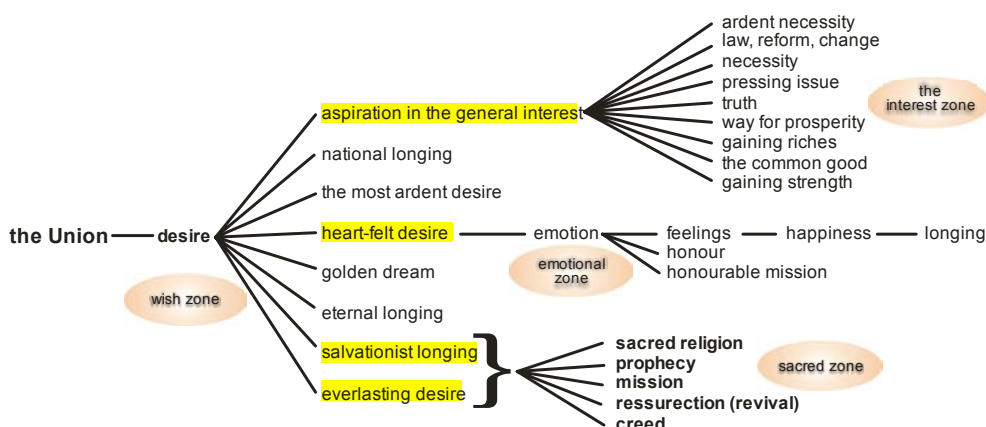 ardent necessity
law, reform, change
necessity
pressing issue
truth
way for prosperity
gaining riches
the common good
gaining strength
the
interest zone
aspiration in the general interest
national longing
the most ardent desire
the Union
desire
heart-felt desire
emotion
feelings
happiness
longing
honour
honourable mission
emotional
zone
golden dream
wish zone
eternal longing
salvationist longing
everlasting desire
}
sacred religion
prophecy
mission
ressurection (revival)
creed
sacred zone